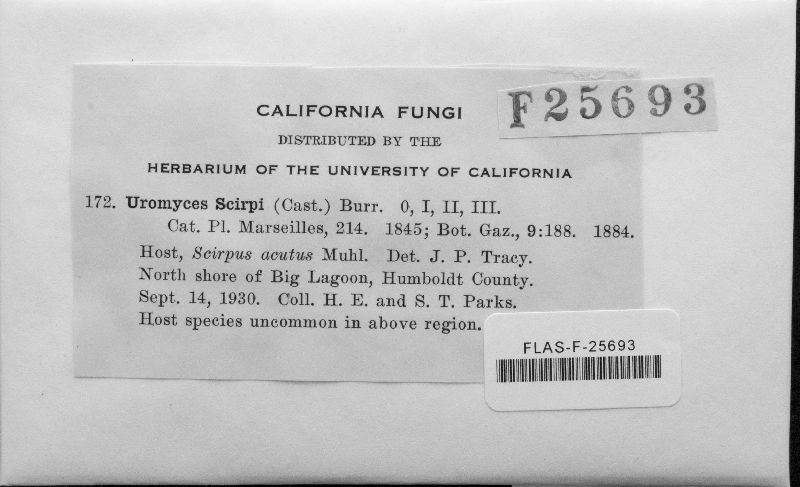 CALIFORNIA FUNGI
F25693
DISTRIBUTED BY THE
HERBARIUM OF THE UNIVERSITY OF CALIFORNIA
172. Uromyces Scirpi (Cast.) Burr. 0, I, II, III.
Cat. Pl. Marseilles, 214. 1845; Bot. Gaz., 9:188. 1884.
Host, Scirpus acutus Muhl. Det. J. P. Tracy.
North shore of Big Lagoon, Humboldt County.
Sept. 14, 1930. Coll. H. E. and S. T. Parks.
Host species uncommon in above region.
FLAS-F-25693